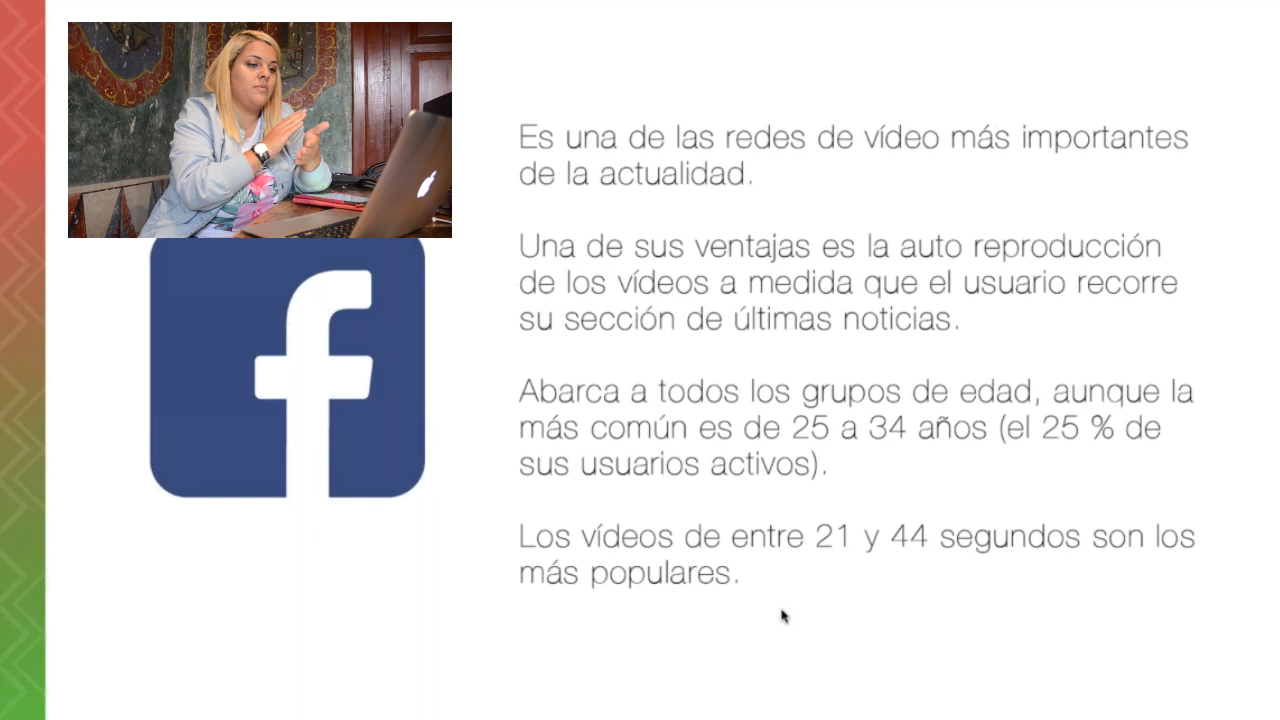 Es una de las redes de vídeo más importantes
de la actualidad.
Una de sus ventajas es la auto reproducción
de los vídeos a medida que el usuario recorre
su sección de últimas noticias.
Abarca a todos los grupos de edad, aunque la
más común es de 25 a 34 años (el 25 % de
sus usuarios activos).
Los vídeos de entre 21 y 44 segundos son los
más populares.